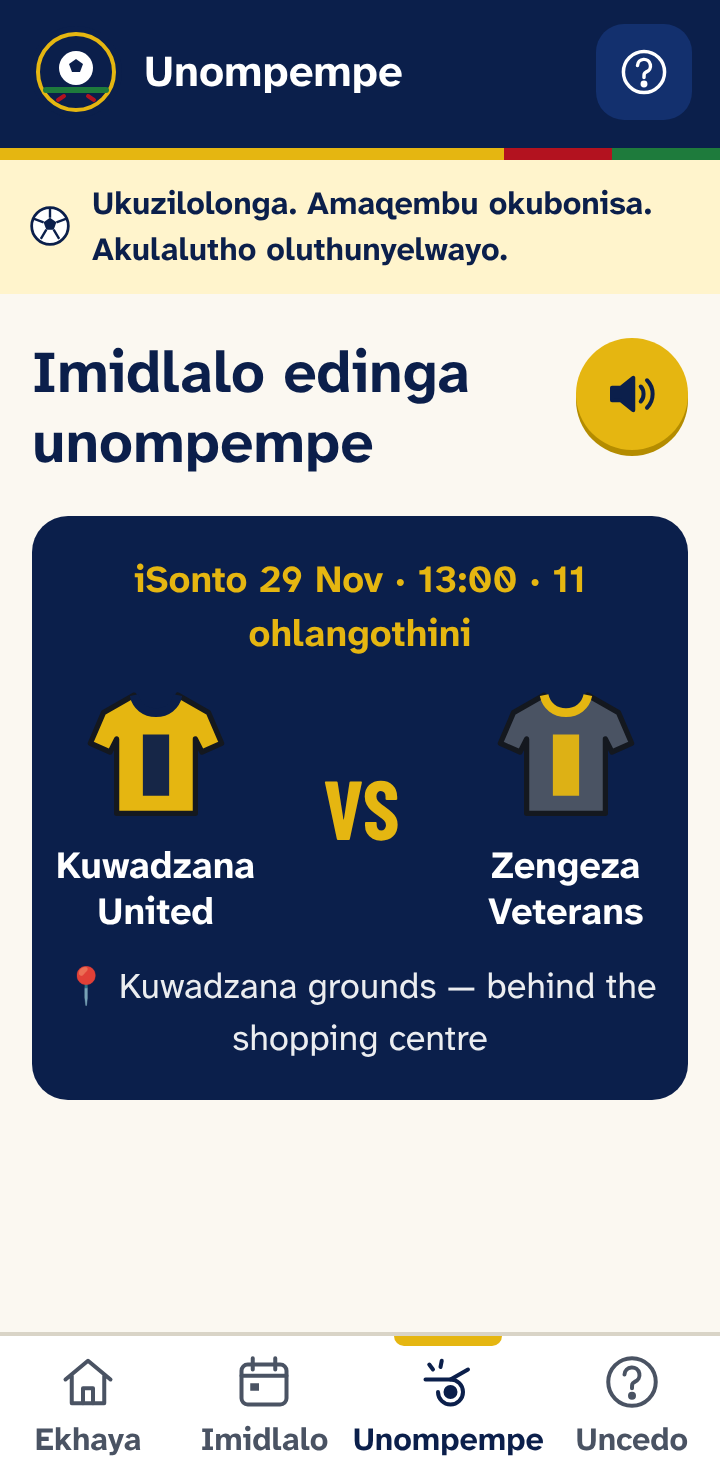 Unompempe
Ukuzilolonga. Amaqembu okubonisa.
Akulalutho oluthunyelwayo.
Imidlalo edinga
unompempe
iSonto 29 Nov · 13:00 · 11
ohlangothini
VS
Kuwadzana
United
Zengeza
Veterans
📍 Kuwadzana grounds — behind the
shopping centre
Ekhaya
Imidlalo
Unompempe
Uncedo